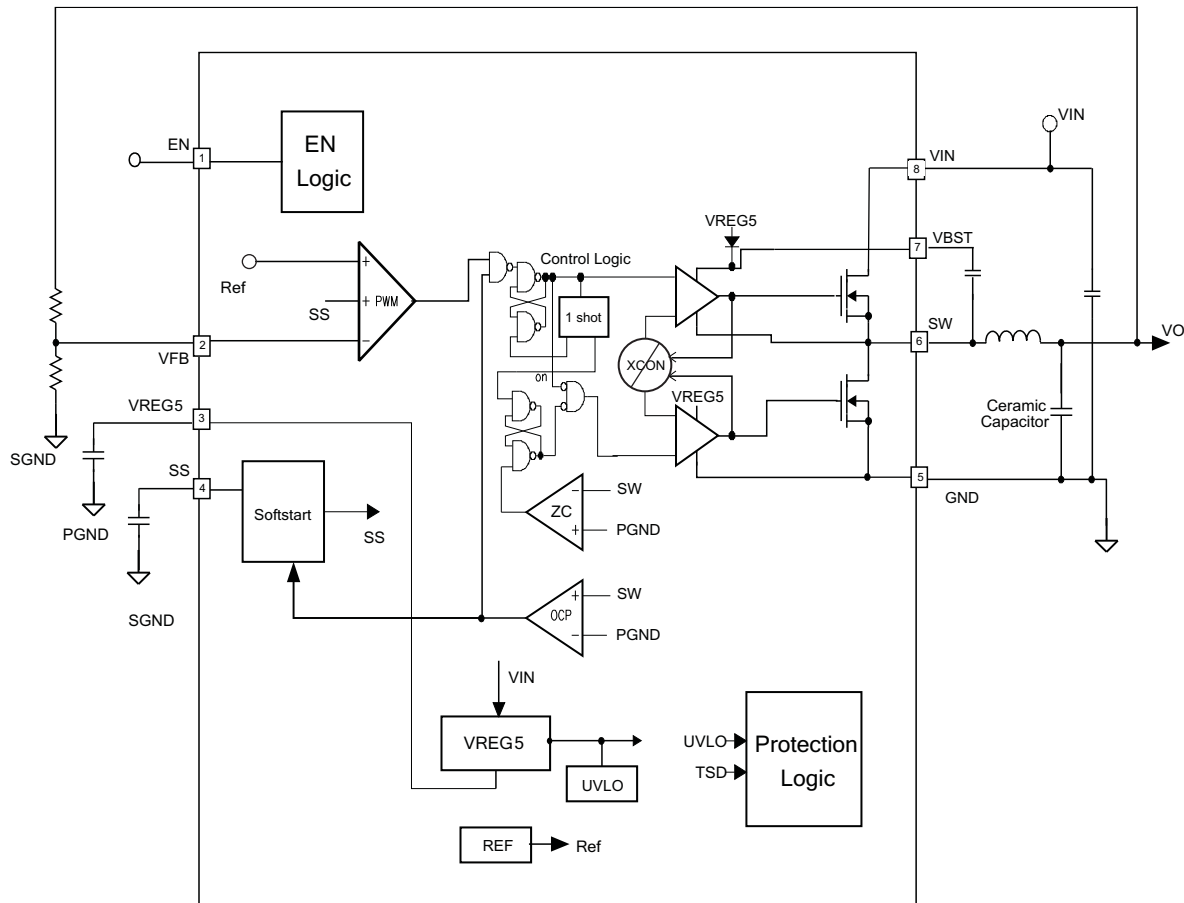 VIN
EN
1
EN
Logic
VIN
8
VREG5
VBST
7
Control Logic
Ref
+
SS
+
PWM
-
1 shot
SW
6
VO
VFB
2
XCON
on
VREG5
VREG5
3
Ceramic
Capacitor
SGND
SS
4
5
GND
Softstart
SS
-
SW
ZC
+
PGND
PGND
SGND
+
SW
OCP
-
PGND
VIN
VREG5
UVLO
UVLO
TSD
Protection
Logic
REF
Ref